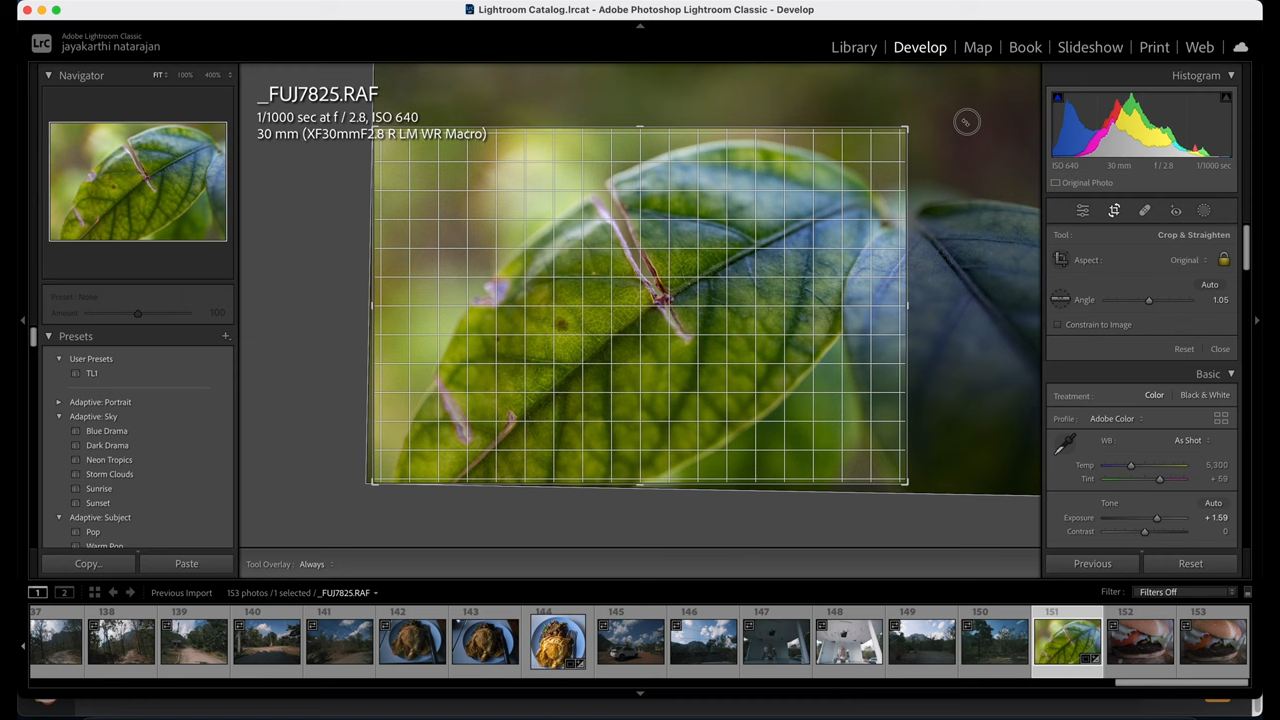 Lightroom Catalog.lrcat - Adobe Photoshop Lightroom Classic - Develop
LrC
Adobe Lightroom Classic
jayakarthi natarajan
Library | Develop | Map | Book | Slideshow | Print | Web
Navigator FIT 100% 400%
Preset: None
Amount 100
Presets +
User Presets
TL1
Adaptive: Portrait
Adaptive: Sky
Blue Drama
Dark Drama
Neon Tropics
Storm Clouds
Sunrise
Sunset
Adaptive: Subject
Pop
Warm Pop
Copy... Paste
_FUJ7825.RAF
1/1000 sec at f / 2.8, ISO 640
30 mm (XF30mmF2.8 R LM WR Macro)
Tool Overlay: Always
Histogram
ISO 640 30 mm f / 2.8 1/1000 sec
Original Photo
Tool: Crop & Straighten
Aspect: Original
Auto
Angle 1.05
Constrain to Image
Reset Close
Basic
Treatment: Color Black & White
Profile: Adobe Color
WB: As Shot
Temp 5,300
Tint + 59
Tone Auto
Exposure + 1.59
Contrast 0
Previous Reset
1 2 Previous Import 153 photos / 1 selected / _FUJ7825.RAF Filter: Filters Off
37 138 139 140 141 142 143 144 145 146 147 148 149 150 151 152 153